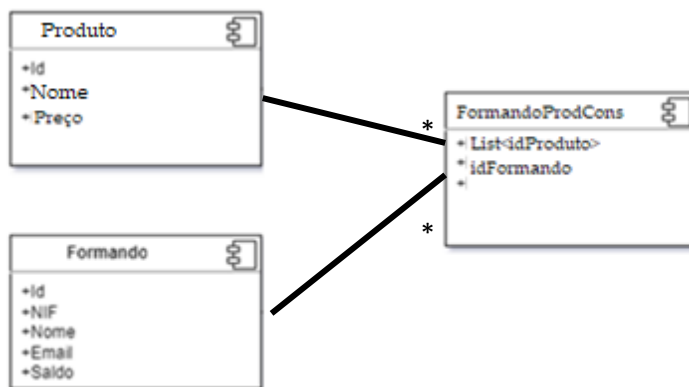 Produto
+Id
*Nome
+Preço
*
FormandoProdCons
+ List<idProduto>
* idFormando
+
*
Formando
+Id
+NIF
+Nome
+Email
+Saldo